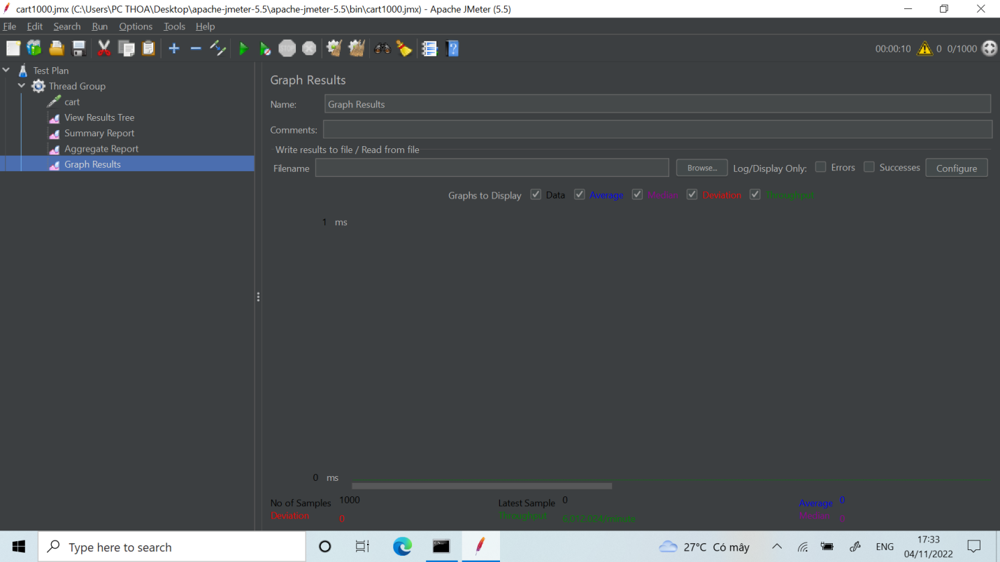 cart1000.jmx (C:\Users\PC THOA\Desktop\apache-jmeter-5.5\apache-jmeter-5.5\bin\cart1000.jmx) - Apache JMeter (5.5)
File Edit Search Run Options Tools Help
STOP 00:00:10 0 0/1000
Test Plan
Thread Group
cart
View Results Tree
Summary Report
Aggregate Report
Graph Results
Graph Results
Name: Graph Results
Comments:
Write results to file / Read from file
Filename Browse... Log/Display Only: Errors Successes Configure
Graphs to Display Data Average Median Deviation Throughput
1 ms
0 ms
No of Samples 1000 Latest Sample 0 Average 0
Deviation 0 Throughput 6,012.024/minute Median 0
Type here to search 27°C Có mây ENG 17:33
04/11/2022